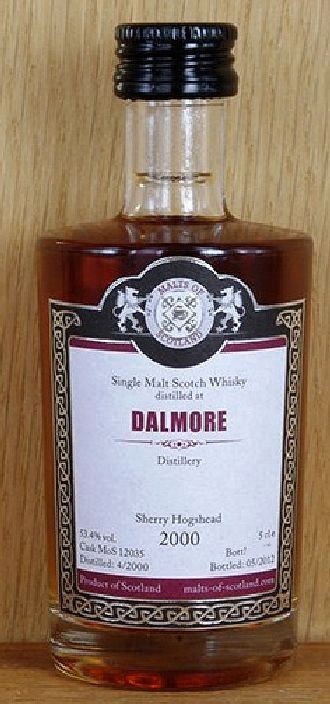 MALTS OF
SCOTLAND
Single Malt Scotch Whisky
distilled at
DALMORE
Distillery
Sherry Hogshead
53.4% vol. 2000 5 cl e
Cask MoS 12035 Bott?
Distilled: 4/2000 Bottled: 05/2012
Product of Scotland malts-of-scotland.com